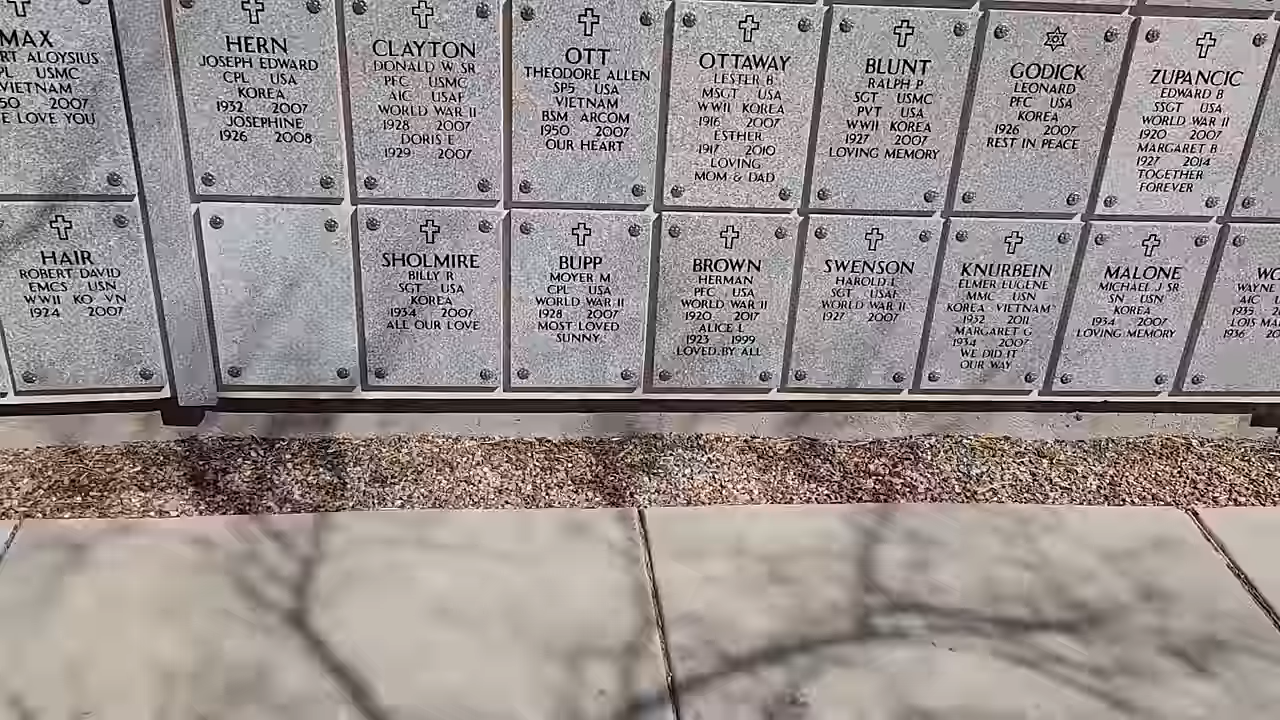 MAX
RT ALOYSIUS
PL USMC
VIETNAM
50 2007
E LOVE YOU
HERN
JOSEPH EDWARD
CPL USA
KOREA
1932 2007
JOSEPHINE
1926 2008
CLAYTON
DONALD W SR
PFC USMC
A1C USAF
WORLD WAR II
1928 2007
DORIS E
1929 2007
OTT
THEODORE ALLEN
SP5 USA
VIETNAM
BSM ARCOM
1950 2007
OUR HEART
OTTAWAY
LESTER B
MSGT USA
WWII KOREA
1916 2007
ESTHER
1917 2010
LOVING
MOM & DAD
BLUNT
RALPH P
SGT USMC
PVT USA
WWII KOREA
1927 2007
LOVING MEMORY
GODICK
LEONARD
PFC USA
KOREA
1926 2007
REST IN PEACE
ZUPANCIC
EDWARD B
SSGT USA
WORLD WAR II
1920 2007
MARGARET B
1927 2014
TOGETHER
FOREVER
HAIR
ROBERT DAVID
EMCS USN
WWII KO VN
1924 2007
SHOLMIRE
BILLY R
SGT USA
KOREA
1934 2007
ALL OUR LOVE
BUPP
MOYER M
CPL USA
WORLD WAR II
1928 2007
MOST LOVED
SUNNY
BROWN
HERMAN
PFC USA
WORLD WAR II
1920 2017
ALICE L
1923 1999
LOVED BY ALL
SWENSON
HAROLD L
SGT USAF
WORLD WAR II
1927 2007
KNURBEIN
ELMER EUGENE
MMC USN
KOREA VIETNAM
1932 2011
MARGARET G
1934 2007
WE DID IT
OUR WAY
MALONE
MICHAEL J SR
SN USN
KOREA
1934 2007
LOVING MEMORY
WO
WAYNE
A1C
1935
LOIS MA
1936 20